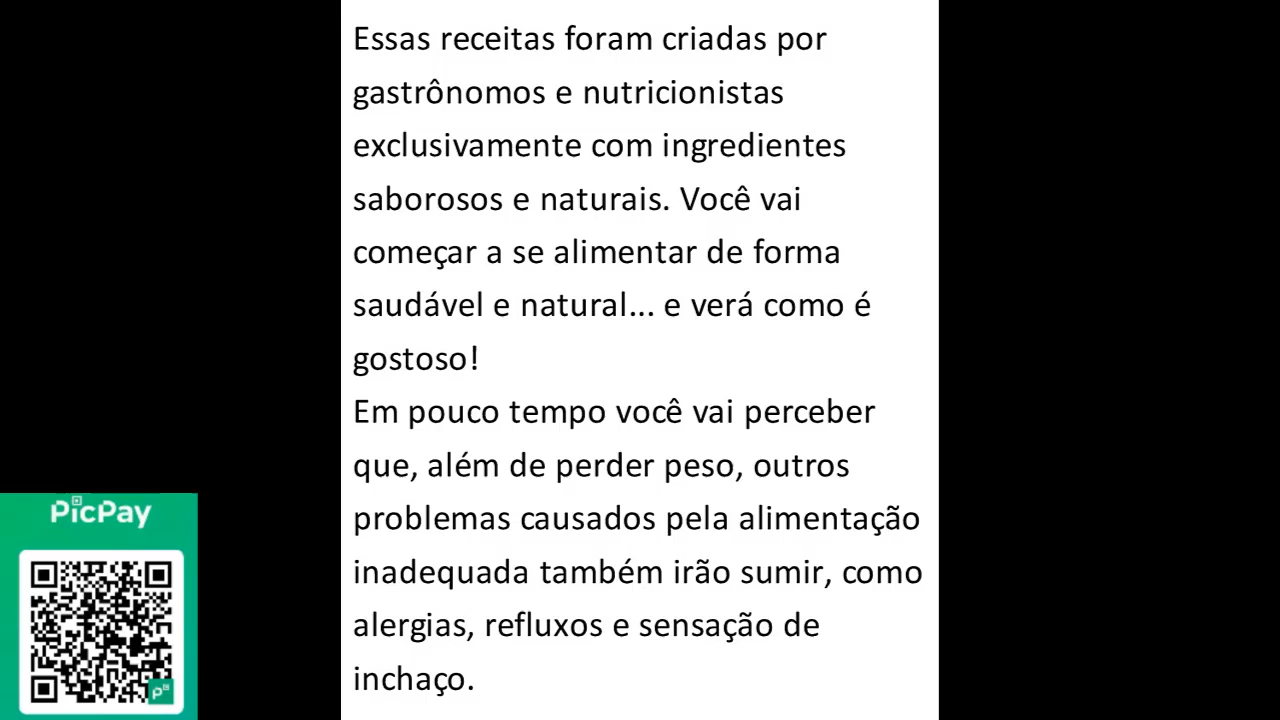 Essas receitas foram criadas por
gastrônomos e nutricionistas
exclusivamente com ingredientes
saborosos e naturais. Você vai
começar a se alimentar de forma
saudável e natural... e verá como é
gostoso!
Em pouco tempo você vai perceber
que, além de perder peso, outros
problemas causados pela alimentação
inadequada também irão sumir, como
alergias, refluxos e sensação de
inchaço.
PicPay